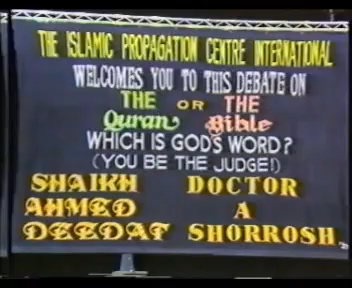 THE ISLAMIC PROPAGATION CENTRE INTERNATIONAL
WELCOMES YOU TO THIS DEBATE ON
THE OR THE
Quran Bible
WHICH IS GOD'S WORD?
(YOU BE THE JUDGE!)
SHAIKH DOCTOR
AHMED A
DEEDAT SHORROSH